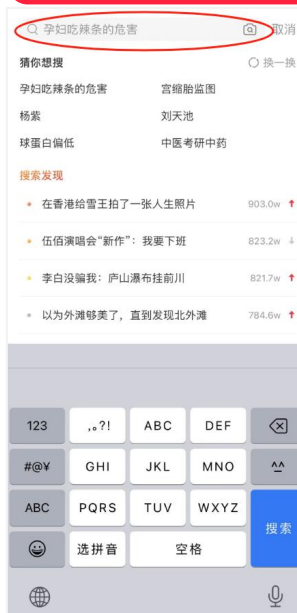 孕妇吃辣条的危害 取消
猜你想搜 换一换
孕妇吃辣条的危害 宫缩胎监图
杨紫 刘天池
球蛋白偏低 中医考研中药
搜索发现
在香港给雪王拍了一张人生照片 903.0w
伍佰演唱会“新作”：我要下班 823.2w
李白没骗我：庐山瀑布挂前川 821.7w
以为外滩够美了，直到发现北外滩 784.6w
123 ,。?! ABC DEF
#@¥ GHI JKL MNO ^^
ABC PQRS TUV WXYZ 搜索
选拼音 空格